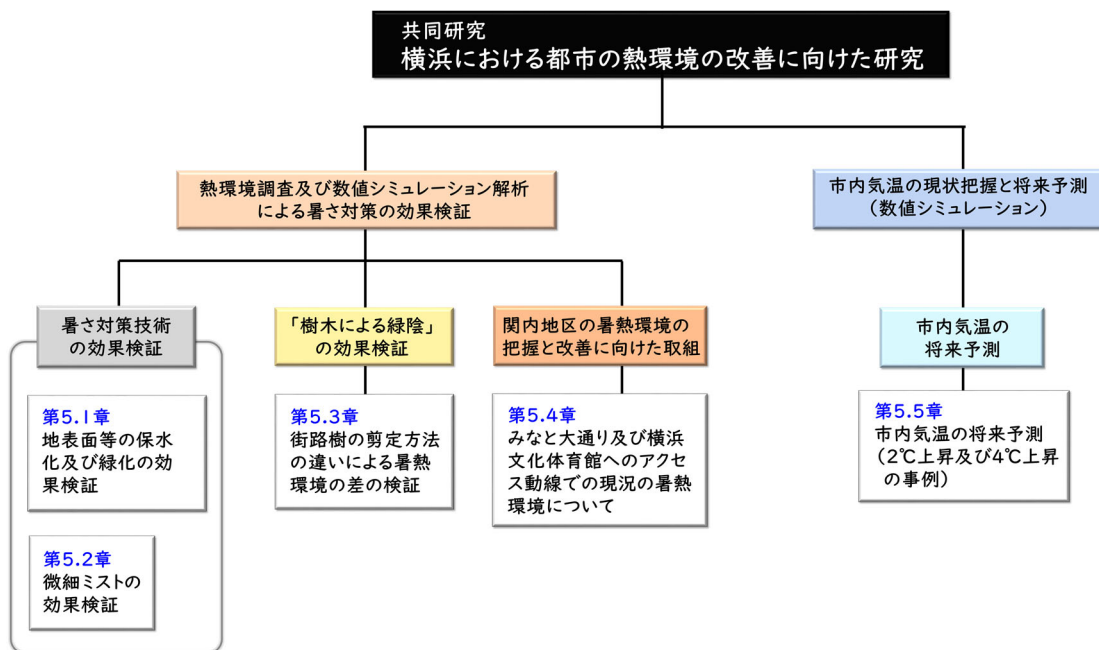 共同研究
横浜における都市の熱環境の改善に向けた研究
熱環境調査及び数値シミュレーション解析
による暑さ対策の効果検証
市内気温の現状把握と将来予測
（数値シミュレーション）
暑さ対策技術
の効果検証
「樹木による緑陰」
の効果検証
関内地区の暑熱環境の
把握と改善に向けた取組
市内気温の
将来予測
第5.1章
地表面等の保水
化及び緑化の効
果検証
第5.2章
微細ミストの
効果検証
第5.3章
街路樹の剪定方法
の違いによる暑熱
環境の差の検証
第5.4章
みなと大通り及び横浜
文化体育館へのアクセ
ス動線での現況の暑熱
環境について
第5.5章
市内気温の将来予測
（2℃上昇及び4℃上昇
の事例）